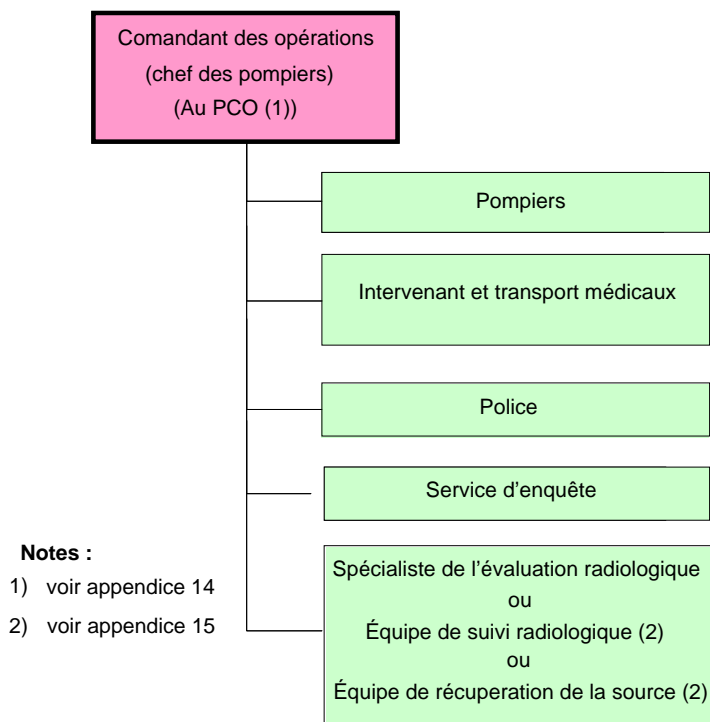 Comandant des opérations
(chef des pompiers)
(Au PCO (1))
Pompiers
Intervenant et transport médicaux
Police
Service d'enquête
Spécialiste de l'évaluation radiologique
ou
Équipe de suivi radiologique (2)
ou
Équipe de récuperation de la source (2)
Notes :
1) voir appendice 14
2) voir appendice 15